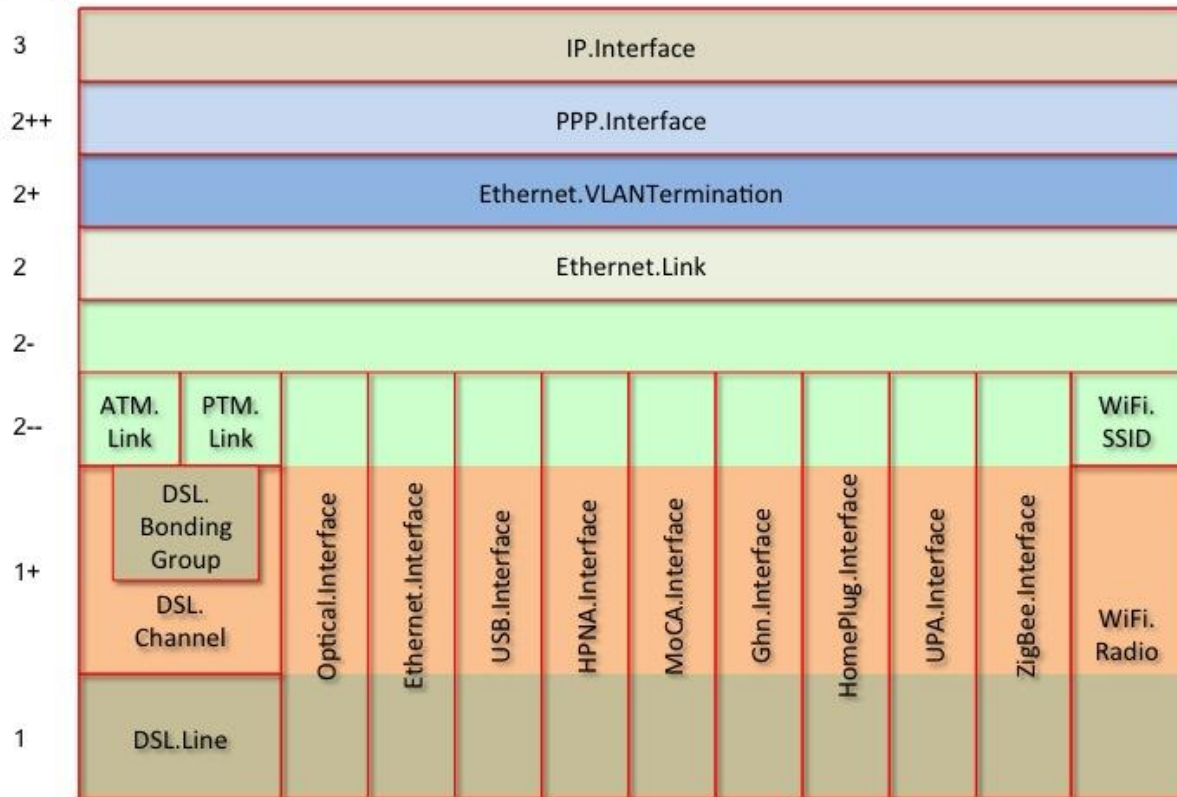 3
IP.Interface
2++
PPP.Interface
2+
Ethernet.VLANTermination
2
Ethernet.Link
2-
2--
ATM.
Link
PTM.
Link
WiFi.
SSID
1+
DSL.
Bonding
Group
DSL.
Channel
Optical.Interface
Ethernet.Interface
USB.Interface
HPNA.Interface
MoCA.Interface
Ghn.Interface
HomePlug.Interface
UPA.Interface
ZigBee.Interface
WiFi.
Radio
1
DSL.Line